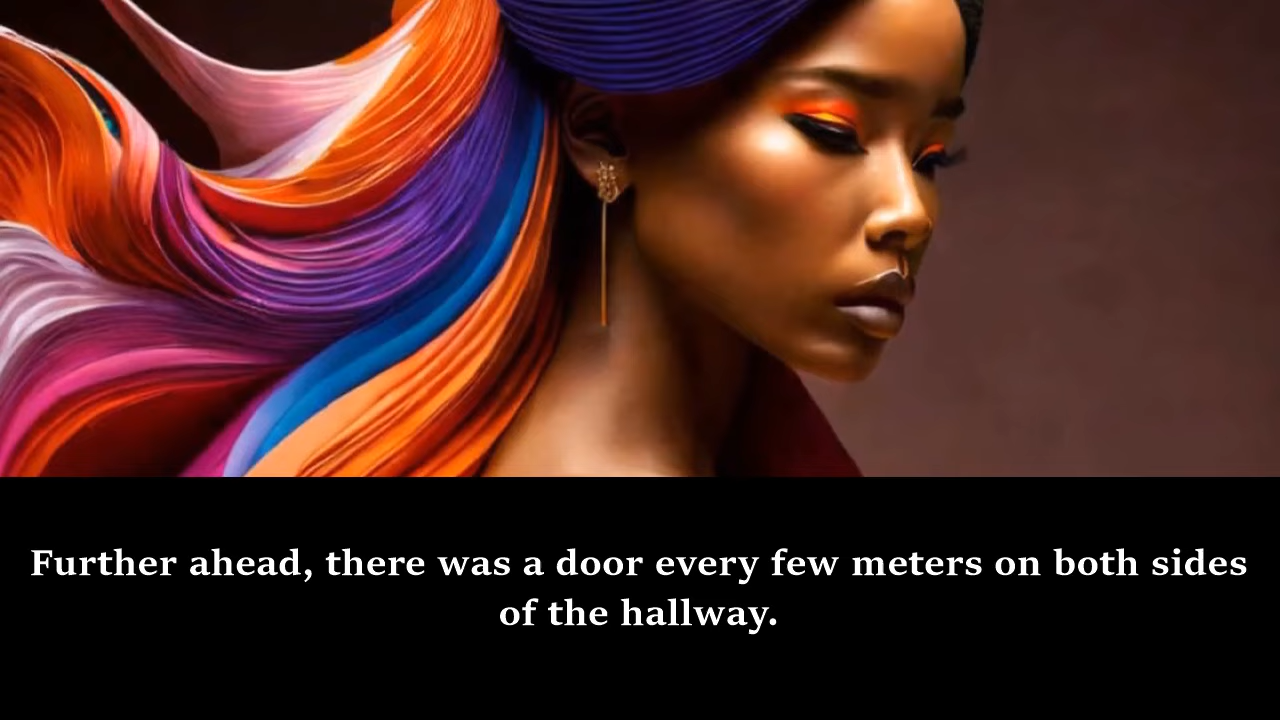 Further ahead, there was a door every few meters on both sides
of the hallway.